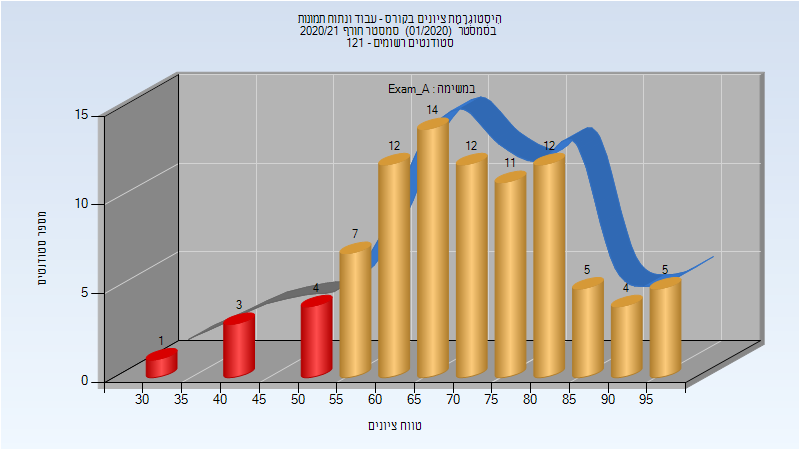 היסטוגרמת ציונים בקורס - עבוד ונתוח תמונות
בסמסטר (01/2020) סמסטר חורף 2020/21
סטודנטים רשומים - 121
במשימה : Exam_A
15
10
5
0
מספר סטודנטים
1
3
4
7
12
14
12
11
12
5
4
5
30 35 40 45 50 55 60 65 70 75 80 85 90 95
טווח ציונים